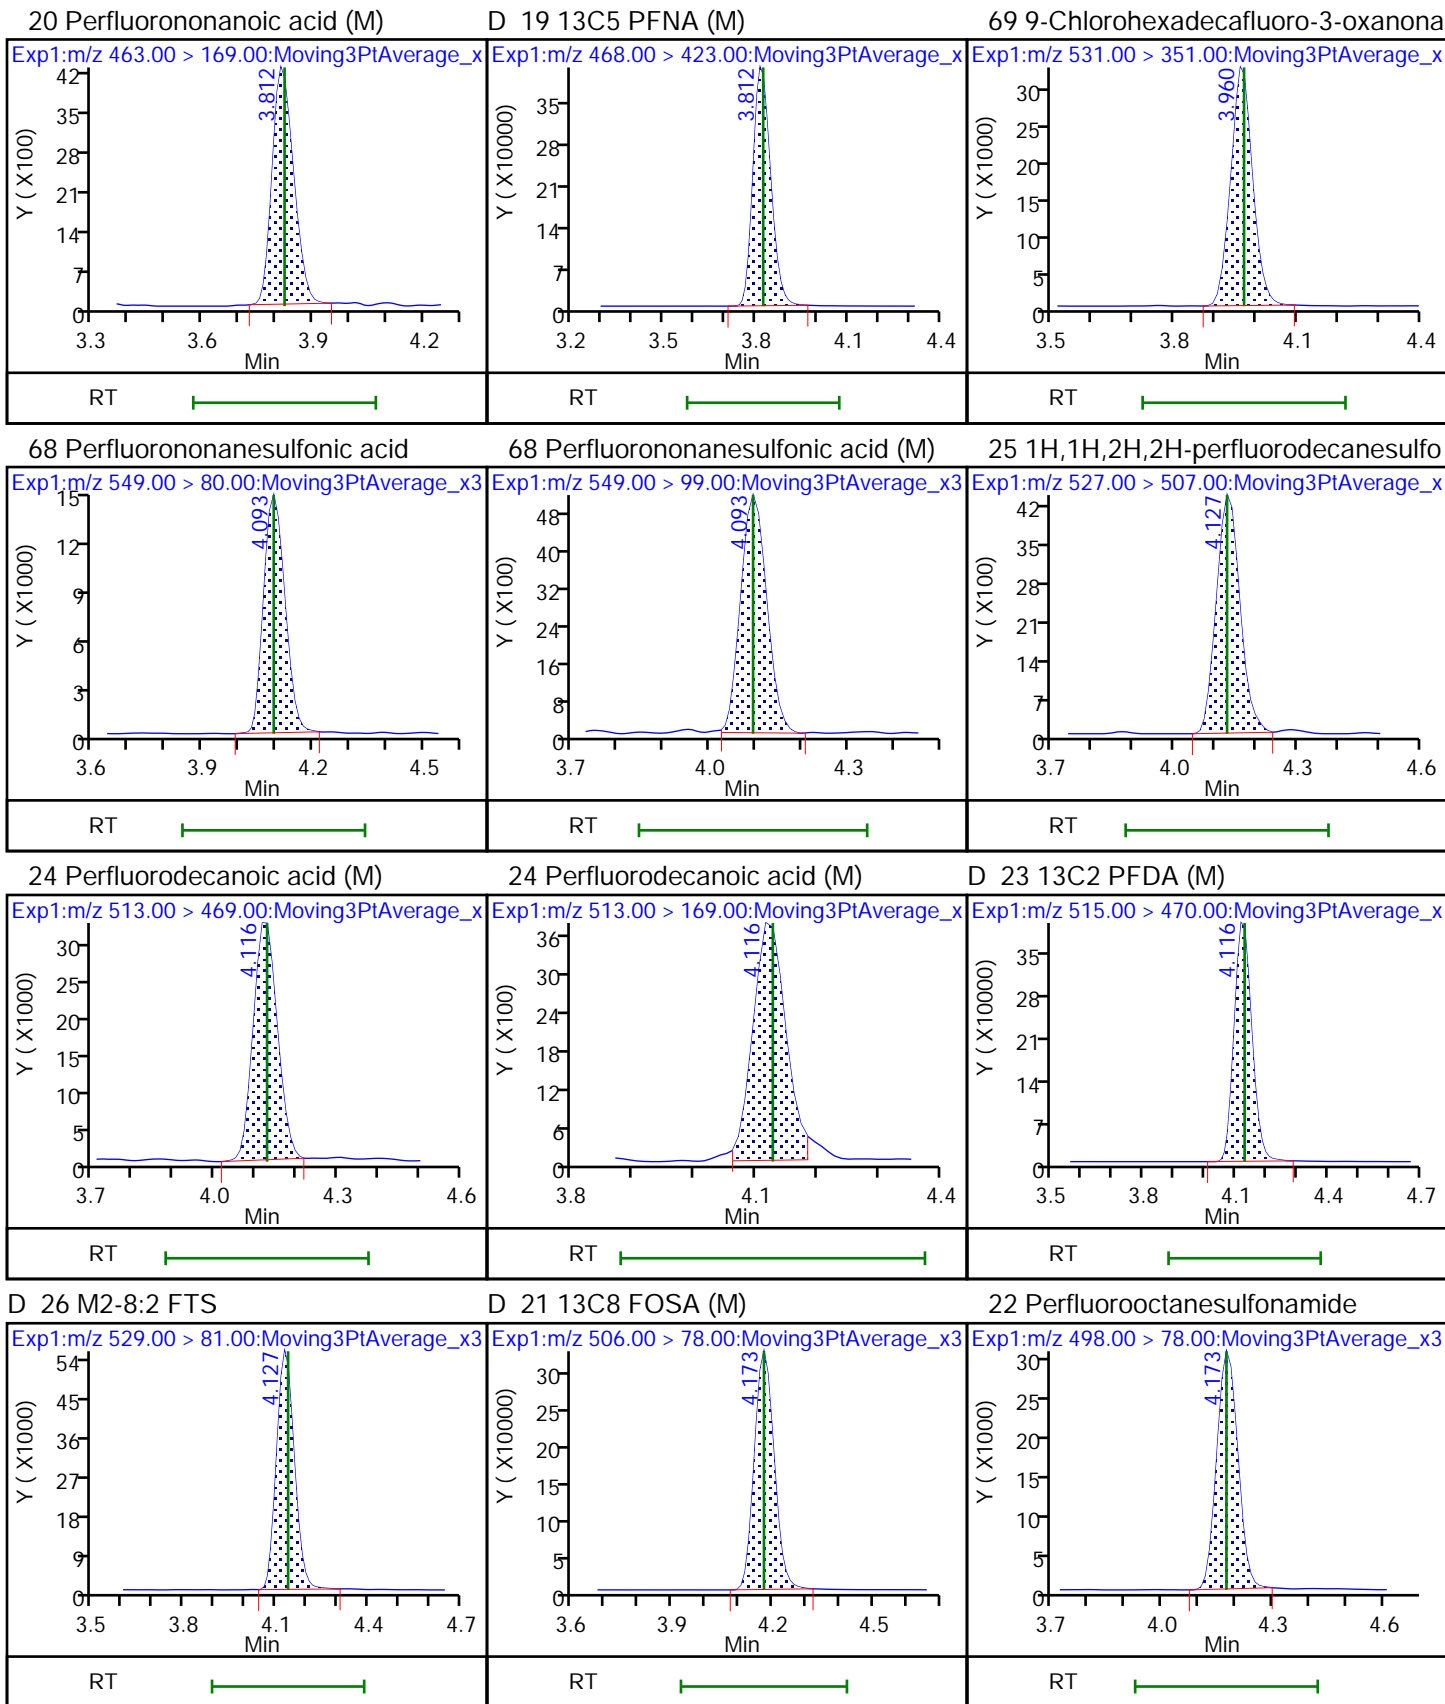 20 Perfluorononanoic acid (M)
Exp1:m/z 463.00 > 169.00:Moving3PtAverage_x
3.812
Y ( X1000)
42
35
28
21
14
7
0
3.3 3.6 3.9 4.2
Min
RT
D 19 13C5 PFNA (M)
Exp1:m/z 468.00 > 423.00:Moving3PtAverage_x
3.812
Y ( X10000)
35
28
21
14
7
0
3.2 3.5 3.8 4.1 4.4
Min
RT
69 9-Chlorohexadecafluoro-3-oxanona
Exp1:m/z 531.00 > 351.00:Moving3PtAverage_x
3.960
Y ( X1000)
30
25
20
15
10
5
0
3.5 3.8 4.1 4.4
Min
RT
68 Perfluorononanesulfonic acid
Exp1:m/z 549.00 > 80.00:Moving3PtAverage_x3
4.093
Y ( X1000)
15
12
9
6
3
0
3.6 3.9 4.2 4.5
Min
RT
68 Perfluorononanesulfonic acid (M)
Exp1:m/z 549.00 > 99.00:Moving3PtAverage_x3
4.093
Y ( X100)
48
40
32
24
16
8
0
3.7 4.0 4.3
Min
RT
25 1H,1H,2H,2H-perfluorodecanesulfo
Exp1:m/z 527.00 > 507.00:Moving3PtAverage_x
4.127
Y ( X100)
42
35
28
21
14
7
0
3.7 4.0 4.3 4.6
Min
RT
24 Perfluorodecanoic acid (M)
Exp1:m/z 513.00 > 469.00:Moving3PtAverage_x
4.116
Y ( X1000)
30
25
20
15
10
5
0
3.7 4.0 4.3 4.6
Min
RT
24 Perfluorodecanoic acid (M)
Exp1:m/z 513.00 > 169.00:Moving3PtAverage_x
4.116
Y ( X100)
36
30
24
18
12
6
0
3.8 4.1 4.4
Min
RT
D 23 13C2 PFDA (M)
Exp1:m/z 515.00 > 470.00:Moving3PtAverage_x
4.116
Y ( X10000)
35
28
21
14
7
0
3.5 3.8 4.1 4.4 4.7
Min
RT
D 26 M2-8:2 FTS
Exp1:m/z 529.00 > 81.00:Moving3PtAverage_x3
4.127
Y ( X1000)
54
45
36
27
18
9
0
3.5 3.8 4.1 4.4 4.7
Min
RT
D 21 13C8 FOSA (M)
Exp1:m/z 506.00 > 78.00:Moving3PtAverage_x3
4.173
Y ( X10000)
30
25
20
15
10
5
0
3.6 3.9 4.2 4.5
Min
RT
22 Perfluorooctanesulfonamide
Exp1:m/z 498.00 > 78.00:Moving3PtAverage_x3
4.173
Y ( X1000)
30
25
20
15
10
5
0
3.7 4.0 4.3 4.6
Min
RT